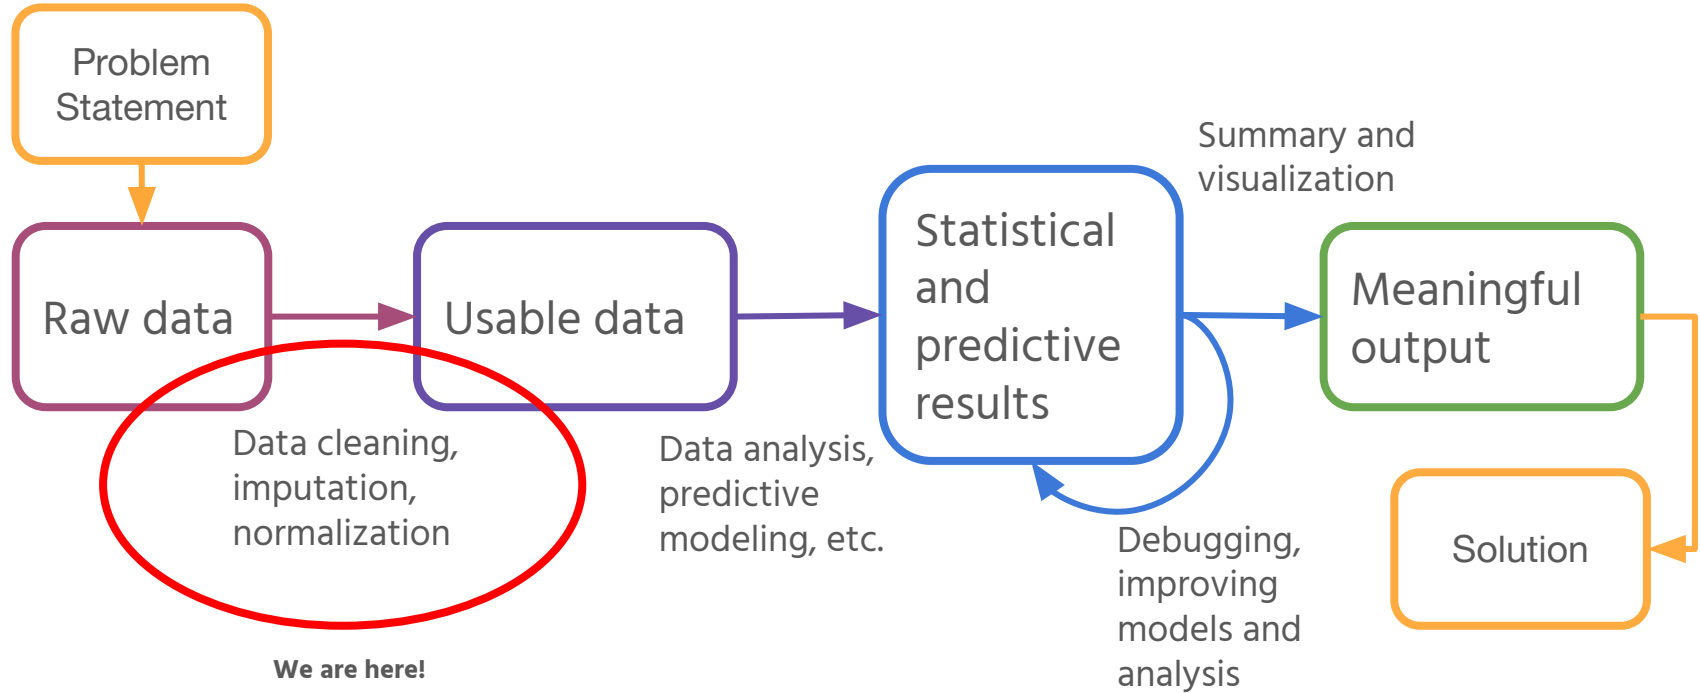 Problem
Statement
Raw data
Usable data
Statistical
and
predictive
results
Summary and
visualization
Meaningful
output
Data cleaning,
imputation,
normalization
Data analysis,
predictive
modeling, etc.
Debugging,
improving
models and
analysis
Solution
We are here!